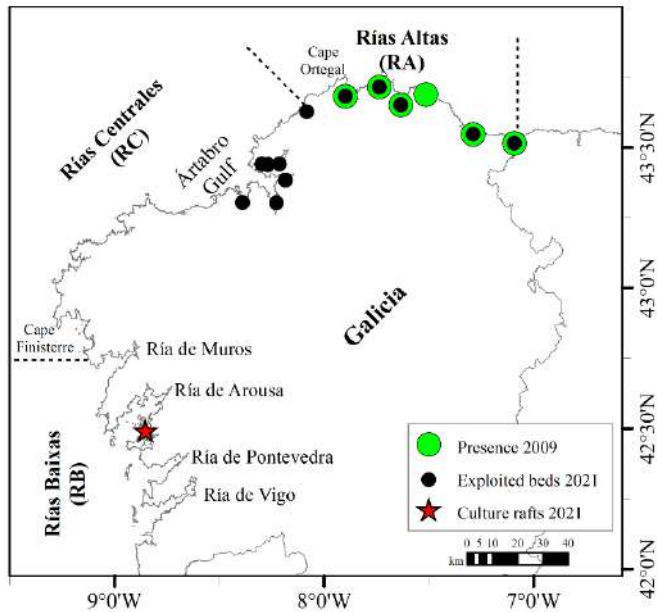 Cape
Ortegal
Rías Altas
(RA)
Rías Centrales
(RC)
Ártabro
Gulf
43°30'N
43°0'N
42°30'N
42°0'N
Galicia
Cape
Finisterre
Ría de Muros
Ría de Arousa
Ría de Pontevedra
Ría de Vigo
Rías Baixas
(RB)
Presence 2009
Exploited beds 2021
Culture rafts 2021
0 5 10 20 30 40
km
9°0'W
8°0'W
7°0'W